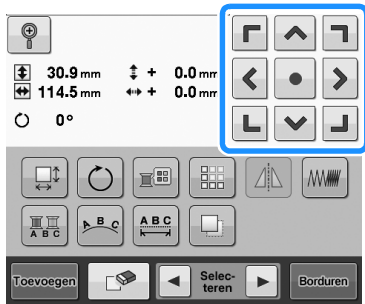 30.9 mm + 0.0 mm
114.5 mm + 0.0 mm
0°
A B C A B C A B C
Toevoegen Selec-
teren Borduren